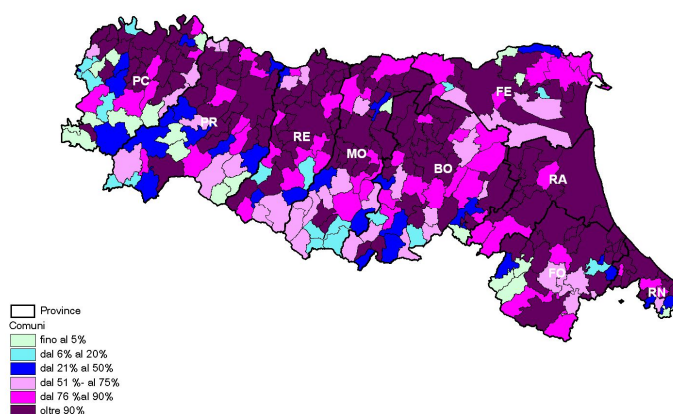 PC
PR
RE
MO
BO
FE
RA
FO
RN
Province
Comuni
fino al 5%
dal 6% al 20%
dal 21% al 50%
dal 51 %- al 75%
dal 76 %al 90%
oltre 90%